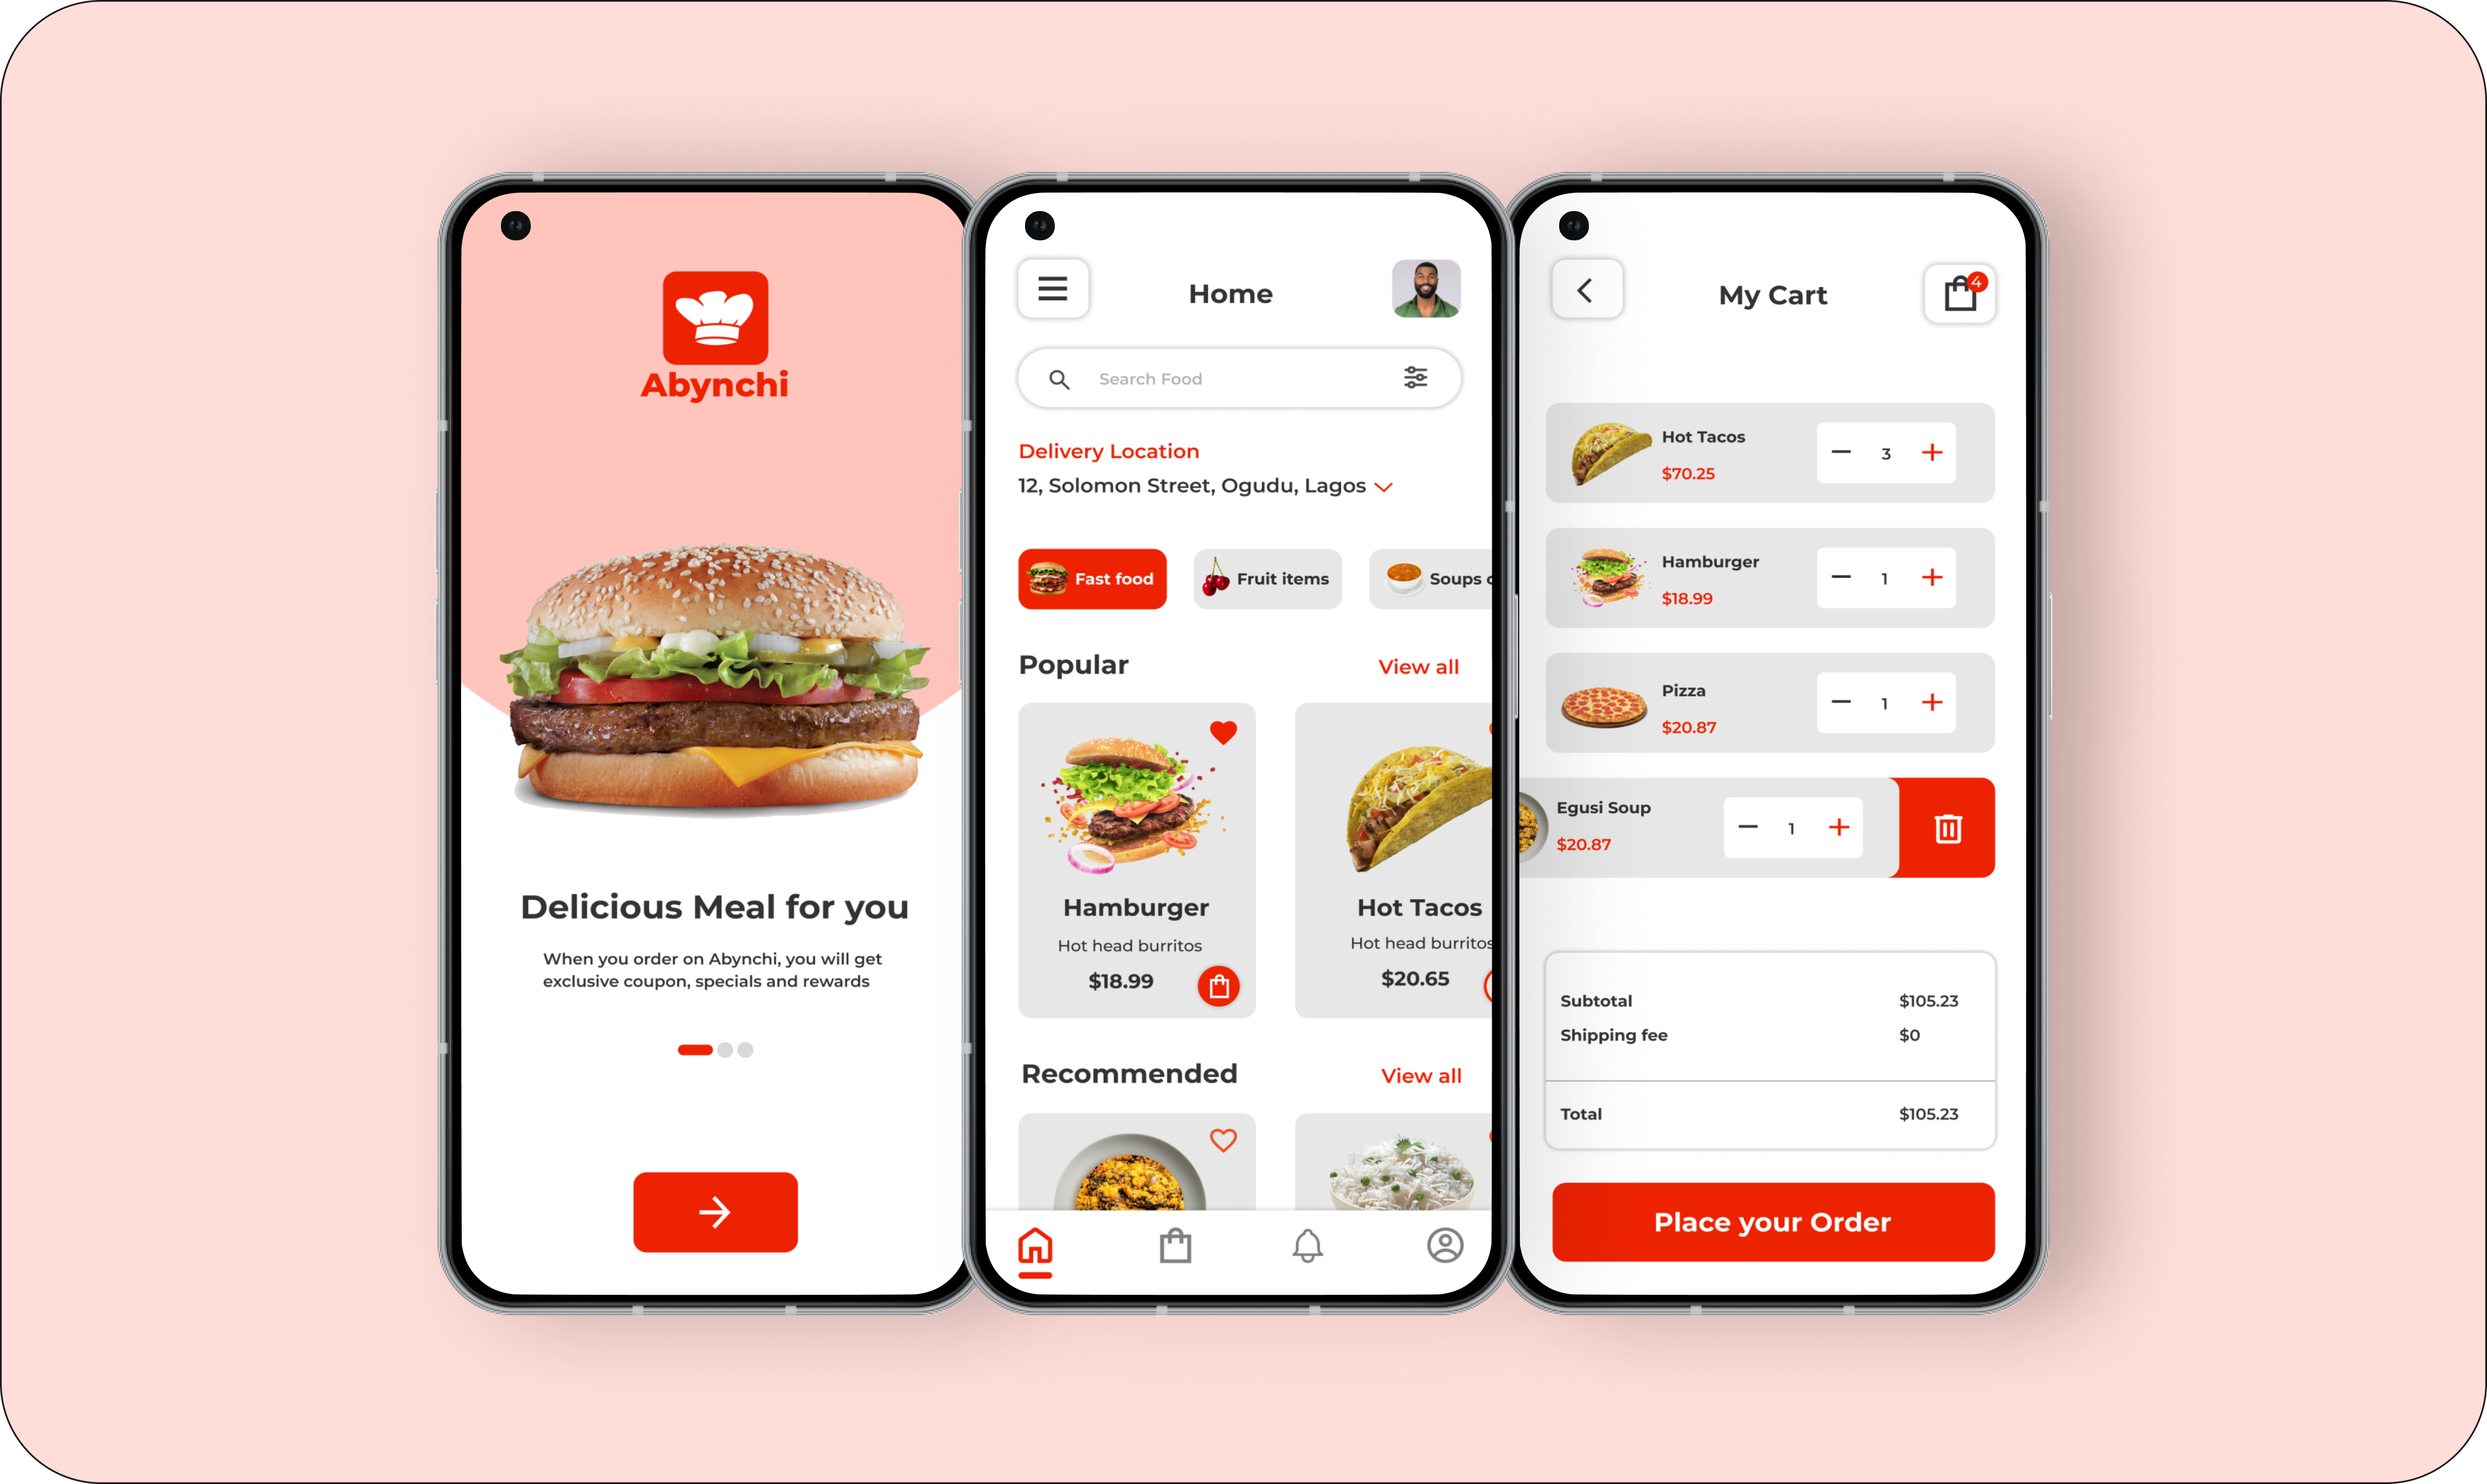 Abynchi
Delicious Meal for you
When you order on Abynchi, you will get
exclusive coupon, specials and rewards
Home
Search Food
Delivery Location
12, Solomon Street, Ogudu, Lagos
Fast food
Fruit items
Soups
Popular
View all
Hamburger
Hot head burritos
$18.99
Hot Tacos
Hot head burritos
$20.65
Recommended
View all
My Cart
4
Hot Tacos
$70.25
3
Hamburger
$18.99
1
Pizza
$20.87
1
Egusi Soup
$20.87
1
Subtotal $105.23
Shipping fee $0
Total $105.23
Place your Order